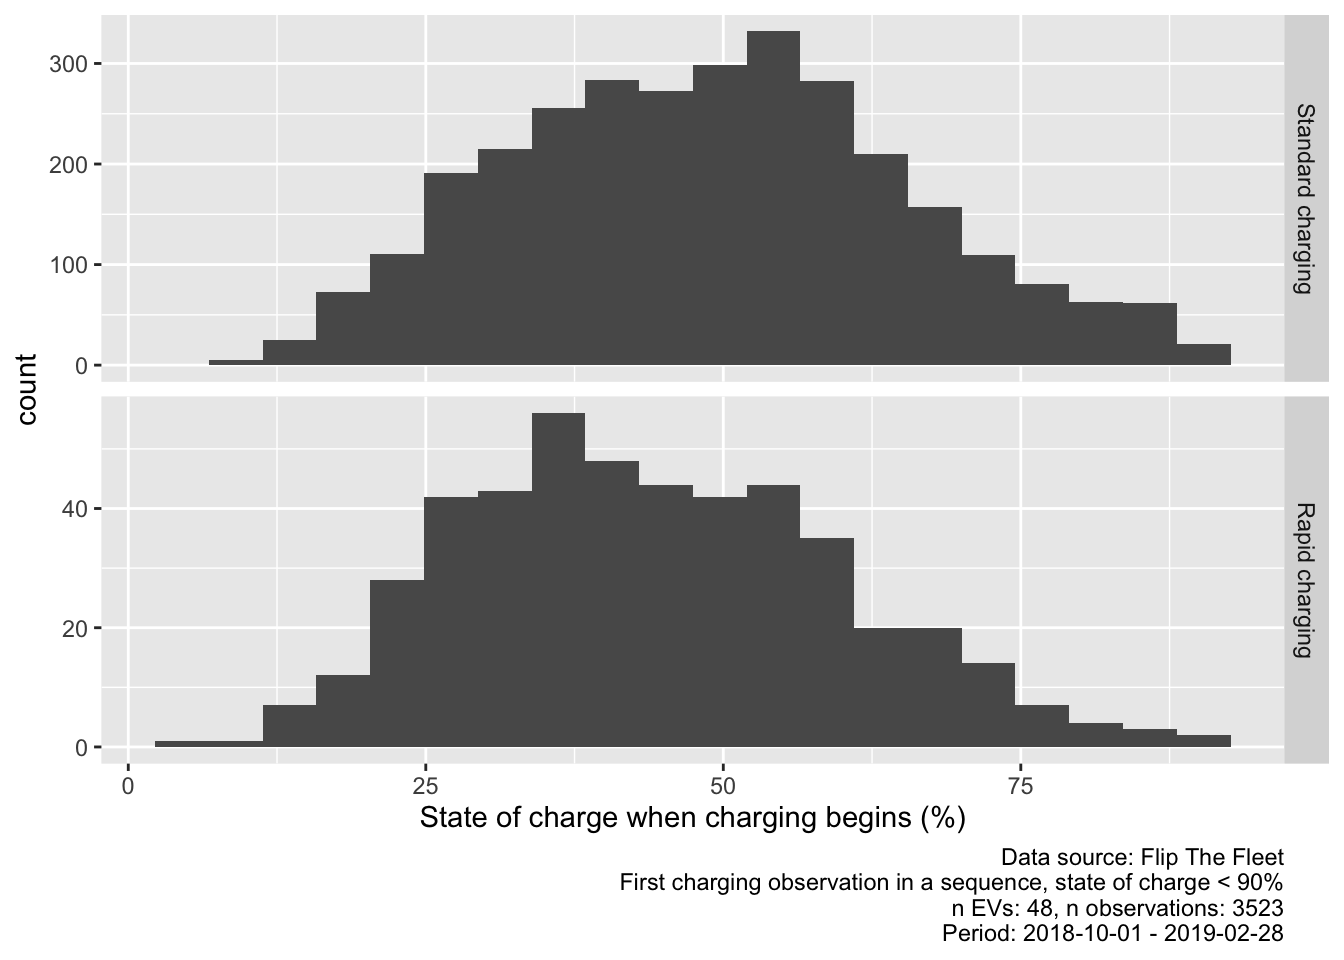 300
200
100
0
Standard charging
count
40
20
0
Rapid charging
0 25 50 75
State of charge when charging begins (%)
Data source: Flip The Fleet
First charging observation in a sequence, state of charge < 90%
n EVs: 48, n observations: 3523
Period: 2018-10-01 - 2019-02-28